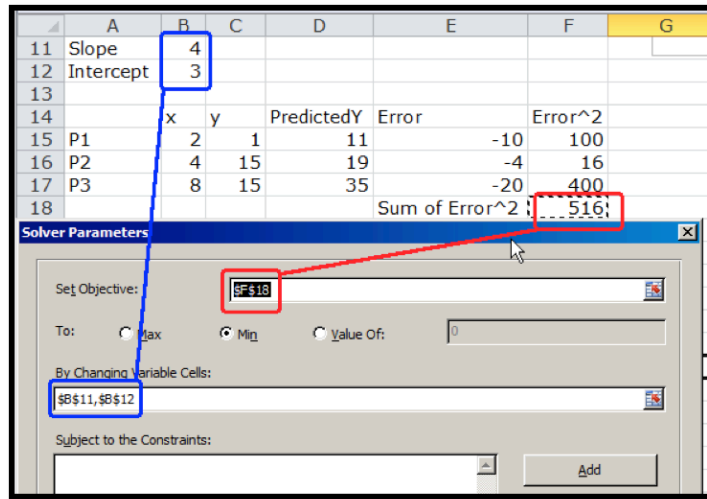 A B C D E F G
11 Slope 4
12 Intercept 3
13
14 x y PredictedY Error Error^2
15 P1 2 1 11 -10 100
16 P2 4 15 19 -4 16
17 P3 8 15 35 -20 400
18 Sum of Error^2 516
Solver Parameters
Set Objective: $F$18
To: Max Min Value Of: 0
By Changing Variable Cells:
$B$11,$B$12
Subject to the Constraints:
Add